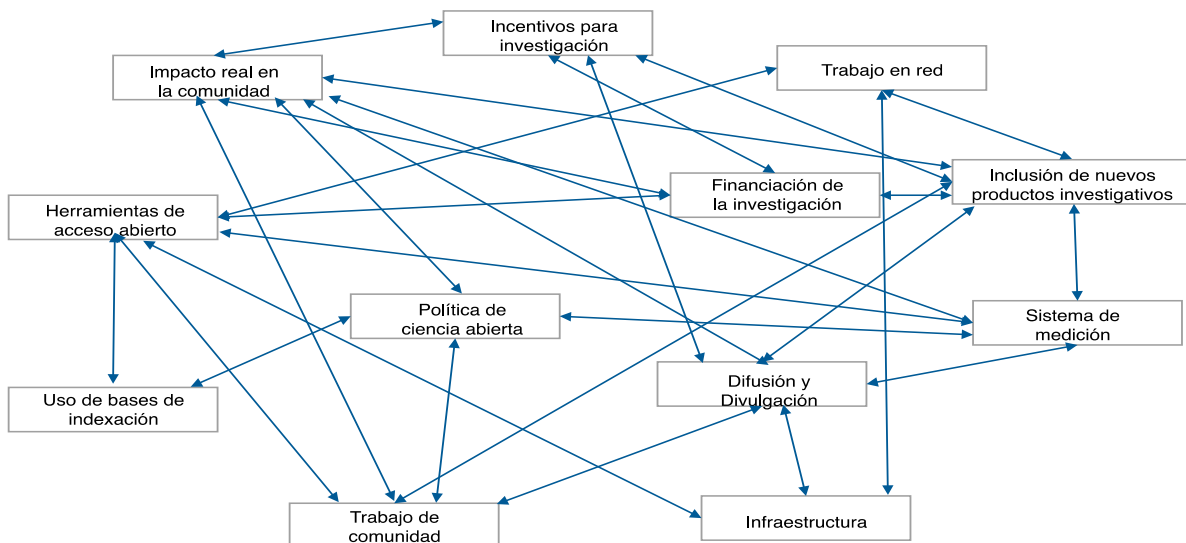 Incentivos para
investigación
Impacto real en
la comunidad
Trabajo en red
Inclusión de nuevos
productos investigativos
Financiación de
la investigación
Herramientas de
acceso abierto
Política de
ciencia abierta
Sistema de
medición
Difusión y
Divulgación
Uso de bases de
indexación
Trabajo de
comunidad
Infraestructura